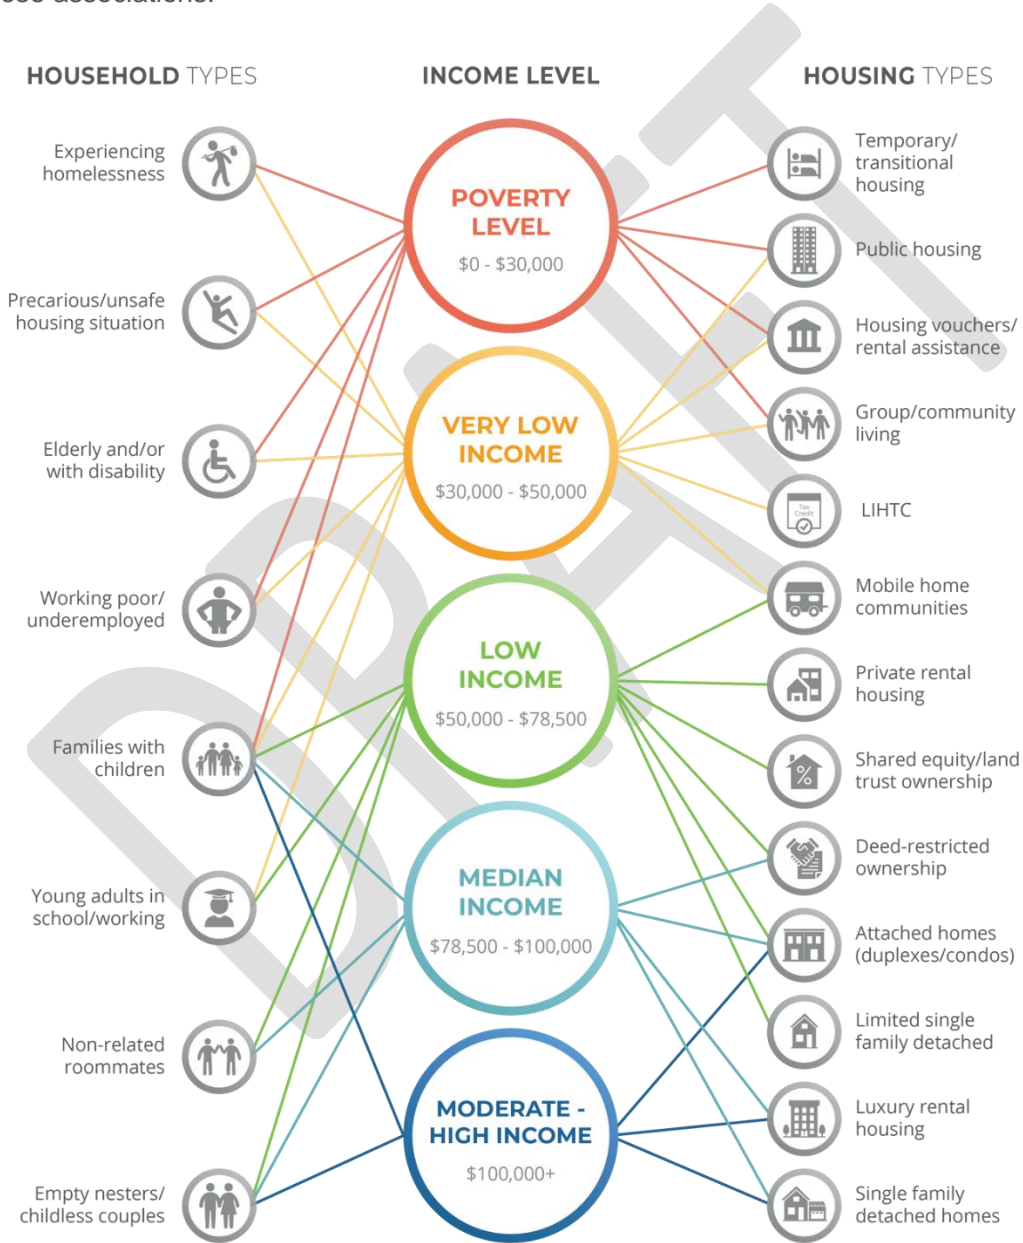 HOUSEHOLD TYPES
INCOME LEVEL
HOUSING TYPES
Experiencing
homelessness
Precarious/unsafe
housing situation
Elderly and/or
with disability
Working poor/
underemployed
Families with
children
Young adults in
school/working
Non-related
roommates
Empty nesters/
childless couples
POVERTY
LEVEL
$0 - $30,000
VERY LOW
INCOME
$30,000 - $50,000
LOW
INCOME
$50,000 - $78,500
MEDIAN
INCOME
$78,500 - $100,000
MODERATE -
HIGH INCOME
$100,000+
Temporary/
transitional
housing
Public housing
Housing vouchers/
rental assistance
Group/community
living
Tax
Credit
LIHTC
Mobile home
communities
Private rental
housing
%
Shared equity/land
trust ownership
Deed-restricted
ownership
Attached homes
(duplexes/condos)
Limited single
family detached
Luxury rental
housing
Single family
detached homes
DRAFT